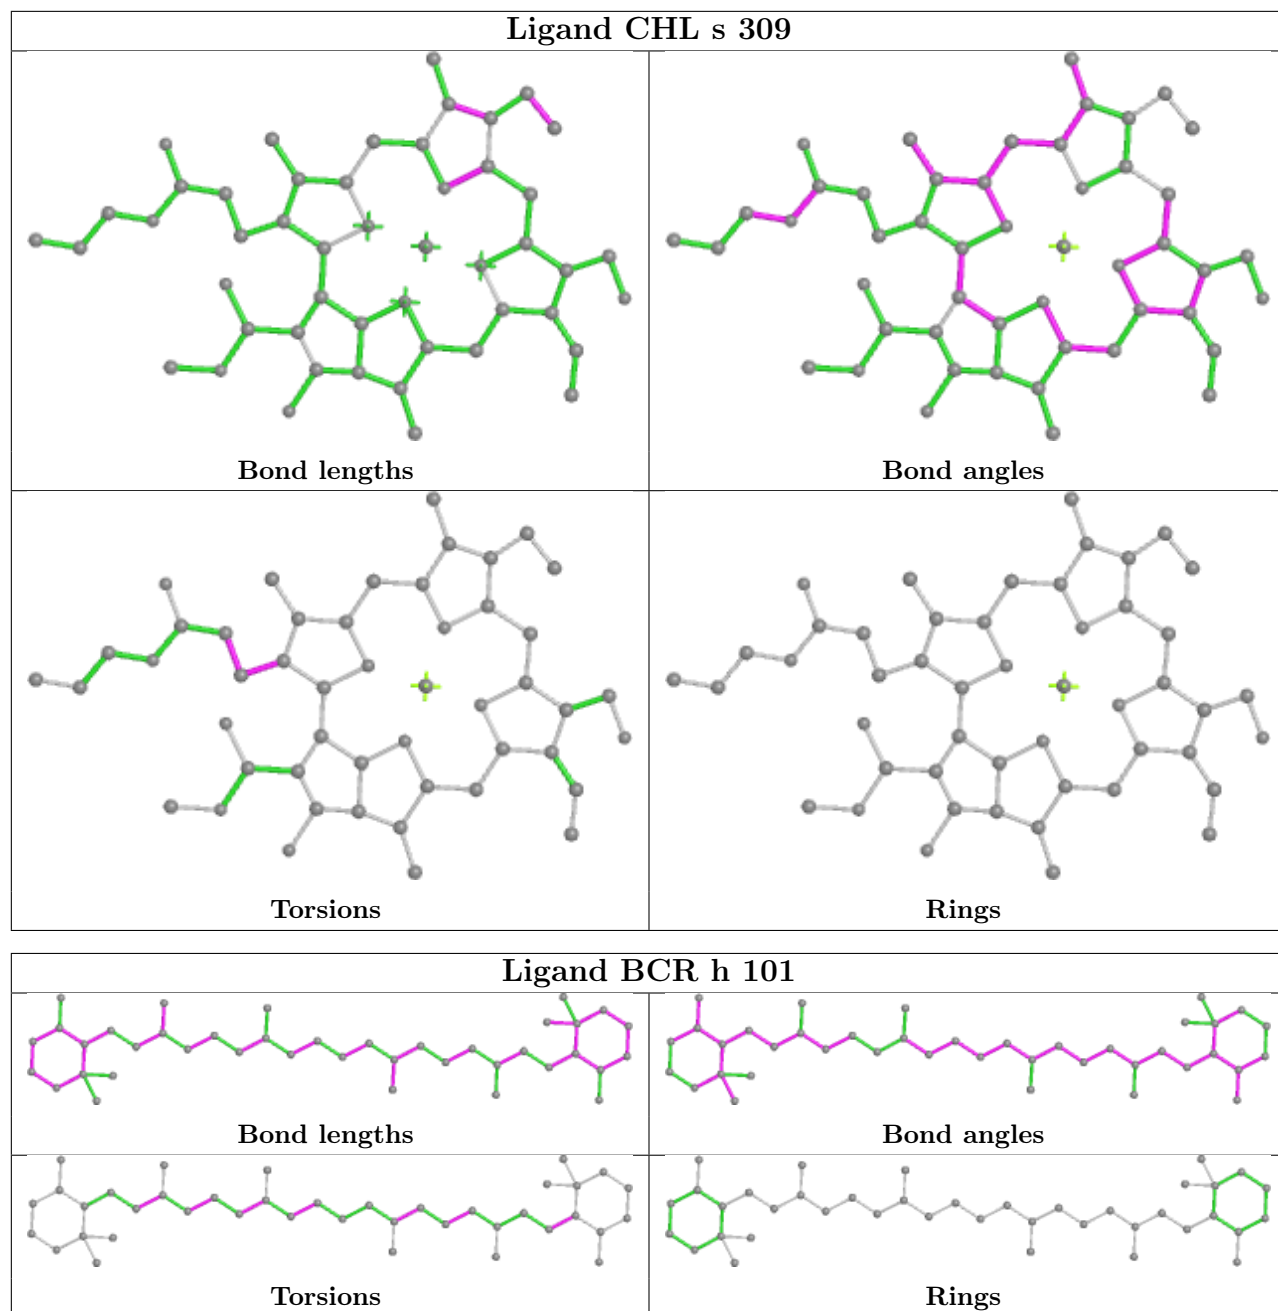 Ligand CHL s 309
Bond lengths
Bond angles
Torsions
Rings
Ligand BCR h 101
Bond lengths
Bond angles
Torsions
Rings